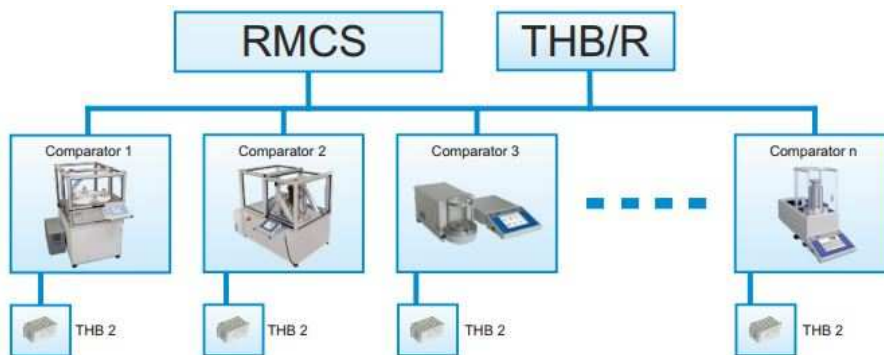 RMCS
THB/R
Comparator 1
Comparator 2
Comparator 3
Comparator n
THB 2
THB 2
THB 2
THB 2